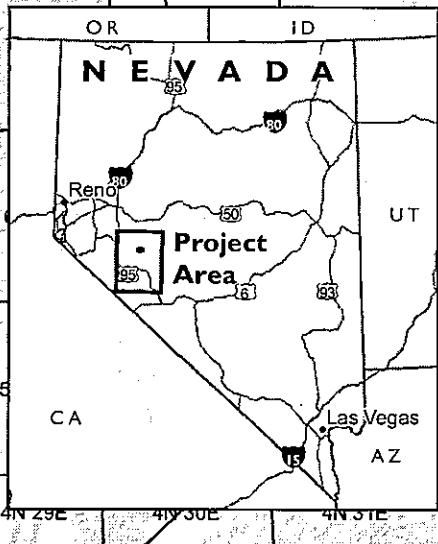 OR ID
NEVADA
95
80
80
Reno
50
UT
Project
Area
95
6
93
5
CA
Las Vegas
15
AZ
4N 29E 4N 30E 4N 31E